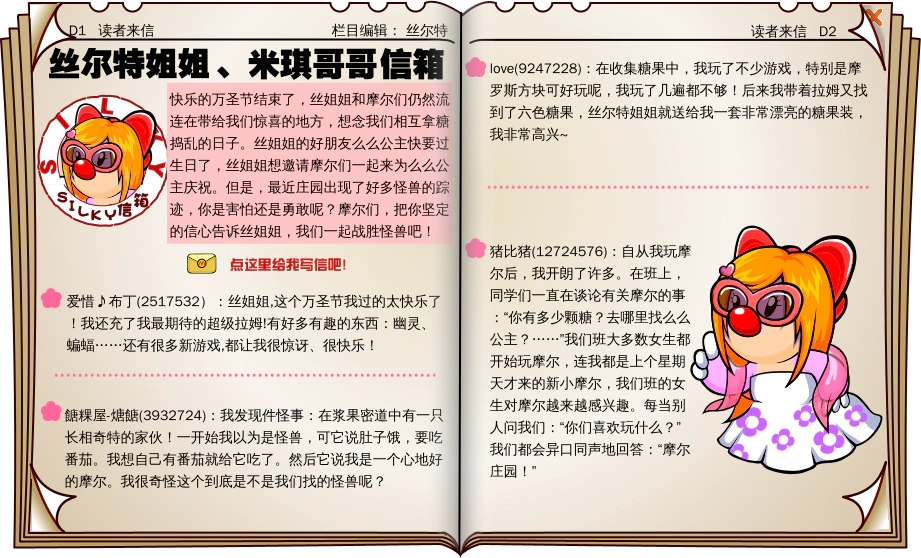 D1 读者来信
栏目编辑： 丝尔特
丝尔特姐姐、米琪哥哥信箱
SILKY
SILKY信箱
快乐的万圣节结束了，丝姐姐和摩尔们仍然流
连在带给我们惊喜的地方，想念我们相互拿糖
捣乱的日子。丝姐姐的好朋友么么公主快要过
生日了，丝姐姐想邀请摩尔们一起来为么么公
主庆祝。但是，最近庄园出现了好多怪兽的踪
迹，你是害怕还是勇敢呢？摩尔们，把你坚定
的信心告诉丝姐姐，我们一起战胜怪兽吧！
点这里给我写信吧！
爱惜♪布丁(2517532）：丝姐姐,这个万圣节我过的太快乐了
！我还充了我最期待的超级拉姆!有好多有趣的东西：幽灵、
蝙蝠……还有很多新游戏,都让我很惊讶、很快乐！
餹粿屋-煻餹(3932724)：我发现件怪事：在浆果密道中有一只
长相奇特的家伙！一开始我以为是怪兽，可它说肚子饿，要吃
番茄。我想自己有番茄就给它吃了。然后它说我是一个心地好
的摩尔。我很奇怪这个到底是不是我们找的怪兽呢？
读者来信 D2
love(9247228)：在收集糖果中，我玩了不少游戏，特别是摩
罗斯方块可好玩呢，我玩了几遍都不够！后来我带着拉姆又找
到了六色糖果，丝尔特姐姐就送给我一套非常漂亮的糖果装，
我非常高兴~
猪比猪(12724576)：自从我玩摩
尔后，我开朗了许多。在班上，
同学们一直在谈论有关摩尔的事
：“你有多少颗糖？去哪里找么么
公主？……”我们班大多数女生都
开始玩摩尔，连我都是上个星期
天才来的新小摩尔，我们班的女
生对摩尔越来越感兴趣。每当别
人问我们：“你们喜欢玩什么？”
我们都会异口同声地回答：“摩尔
庄园！”